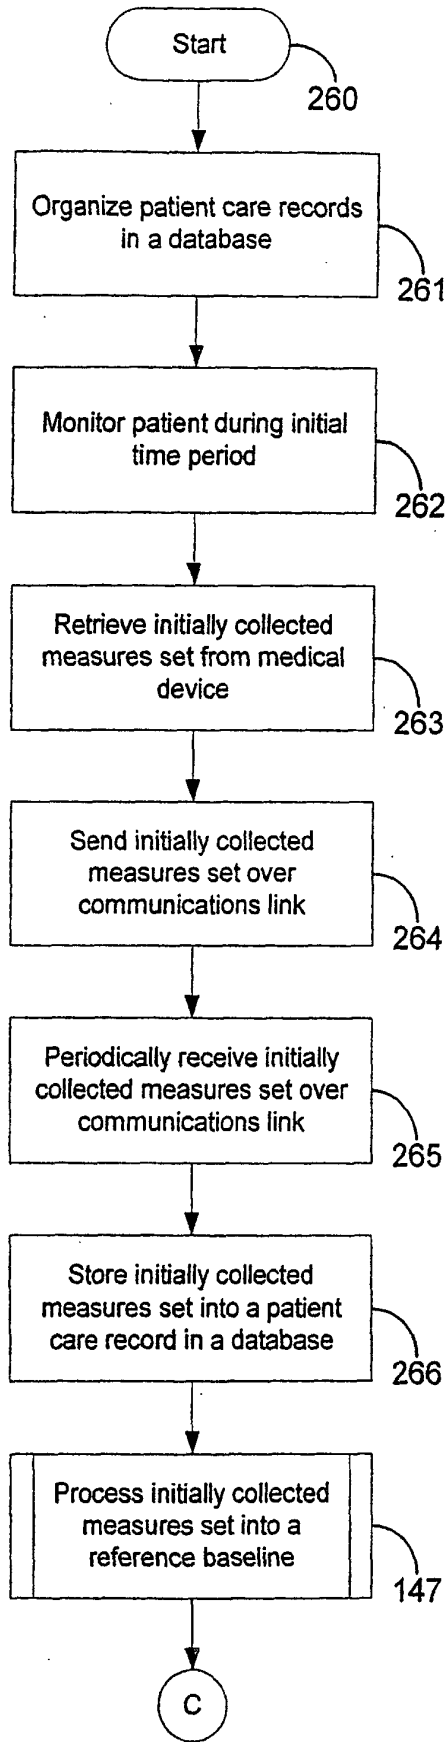 Start
260
Organize patient care records
in a database
261
Monitor patient during initial
time period
262
Retrieve initially collected
measures set from medical
device
263
Send initially collected
measures set over
communications link
264
Periodically receive initially
collected measures set over
communications link
265
Store initially collected
measures set into a patient
care record in a database
266
Process initially collected
measures set into a
reference baseline
147
C